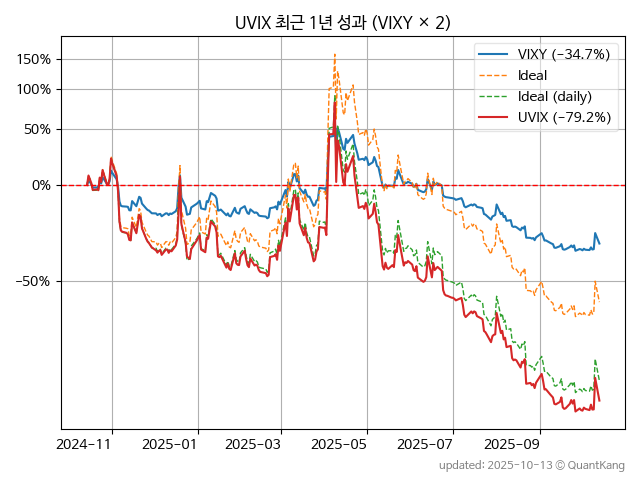 UVIX 최근 1년 성과 (VIXY × 2)
150%
100%
50%
0%
−50%
VIXY (−34.7%)
Ideal
Ideal (daily)
UVIX (−79.2%)
2024−11
2025−01
2025−03
2025−05
2025−07
2025−09
updated: 2025-10-13 © QuantKang